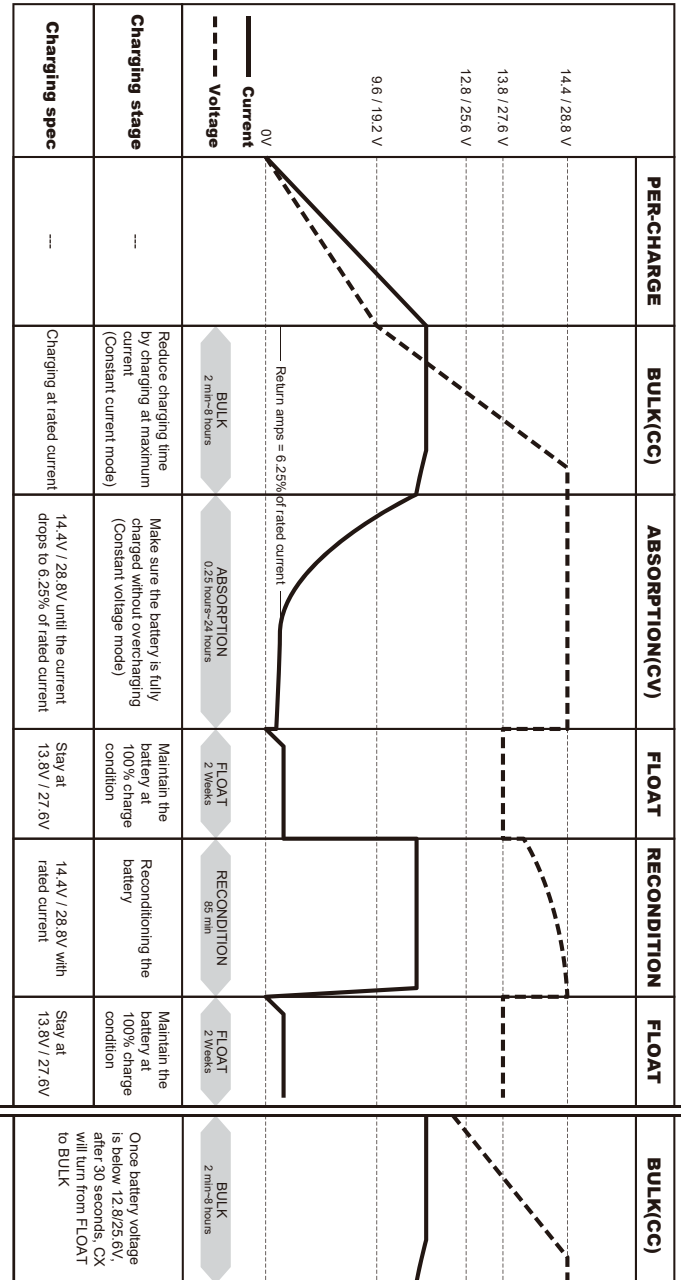 PER-CHARGE
BULK(CC)
ABSORPTION(CV)
FLOAT
RECONDITION
FLOAT
BULK(CC)
14.4 / 28.8 V
13.8 / 27.6 V
12.8 / 25.6 V
9.6 / 19.2 V
0V
Current
Voltage
Return amps = 6.25% of rated current
BULK
2 min~8 hours
ABSORPTION
0.25 hours~24 hours
FLOAT
2 Weeks
RECONDITION
85 min
FLOAT
2 Weeks
BULK
2 min~8 hours
Charging stage
---
Reduce charging time
by charging at maximum
current
(Constant current mode)
Make sure the battery is fully
charged without overcharging
(Constant voltage mode)
Maintain the
battery at
100% charge
condition
Reconditioning the
battery
Maintain the
battery at
100% charge
condition
Once battery voltage
is below 12.8/25.6V,
after 30 seconds, CX
will turn from FLOAT
to BULK
Charging spec
---
Charging at rated current
14.4V / 28.8V until the current
drops to 6.25% of rated current
Stay at
13.8V / 27.6V
14.4V / 28.8V with
rated current
Stay at
13.8V / 27.6V